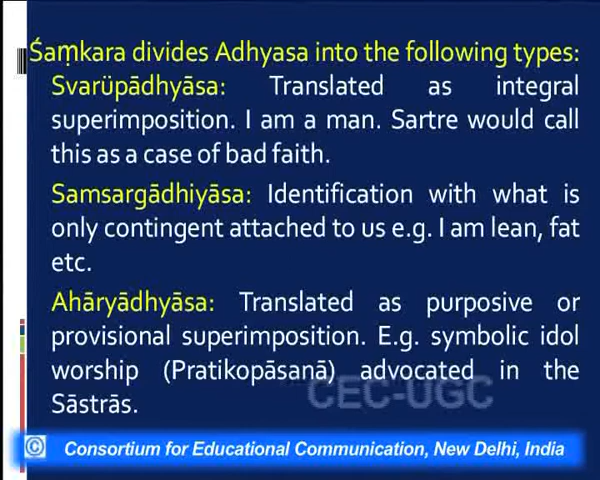 Śaṃkara divides Adhyasa into the following types:
Svarüpādhyāsa: Translated as integral
superimposition. I am a man. Sartre would call
this as a case of bad faith.
Samsargādhiyāsa: Identification with what is
only contingent attached to us e.g. I am lean, fat
etc.
Ahāryādhyāsa: Translated as purposive or
provisional superimposition. E.g. symbolic idol
worship (Pratikopāsanā) advocated in the
Sāstrās.
CEC-UGC
© Consortium for Educational Communication, New Delhi, India